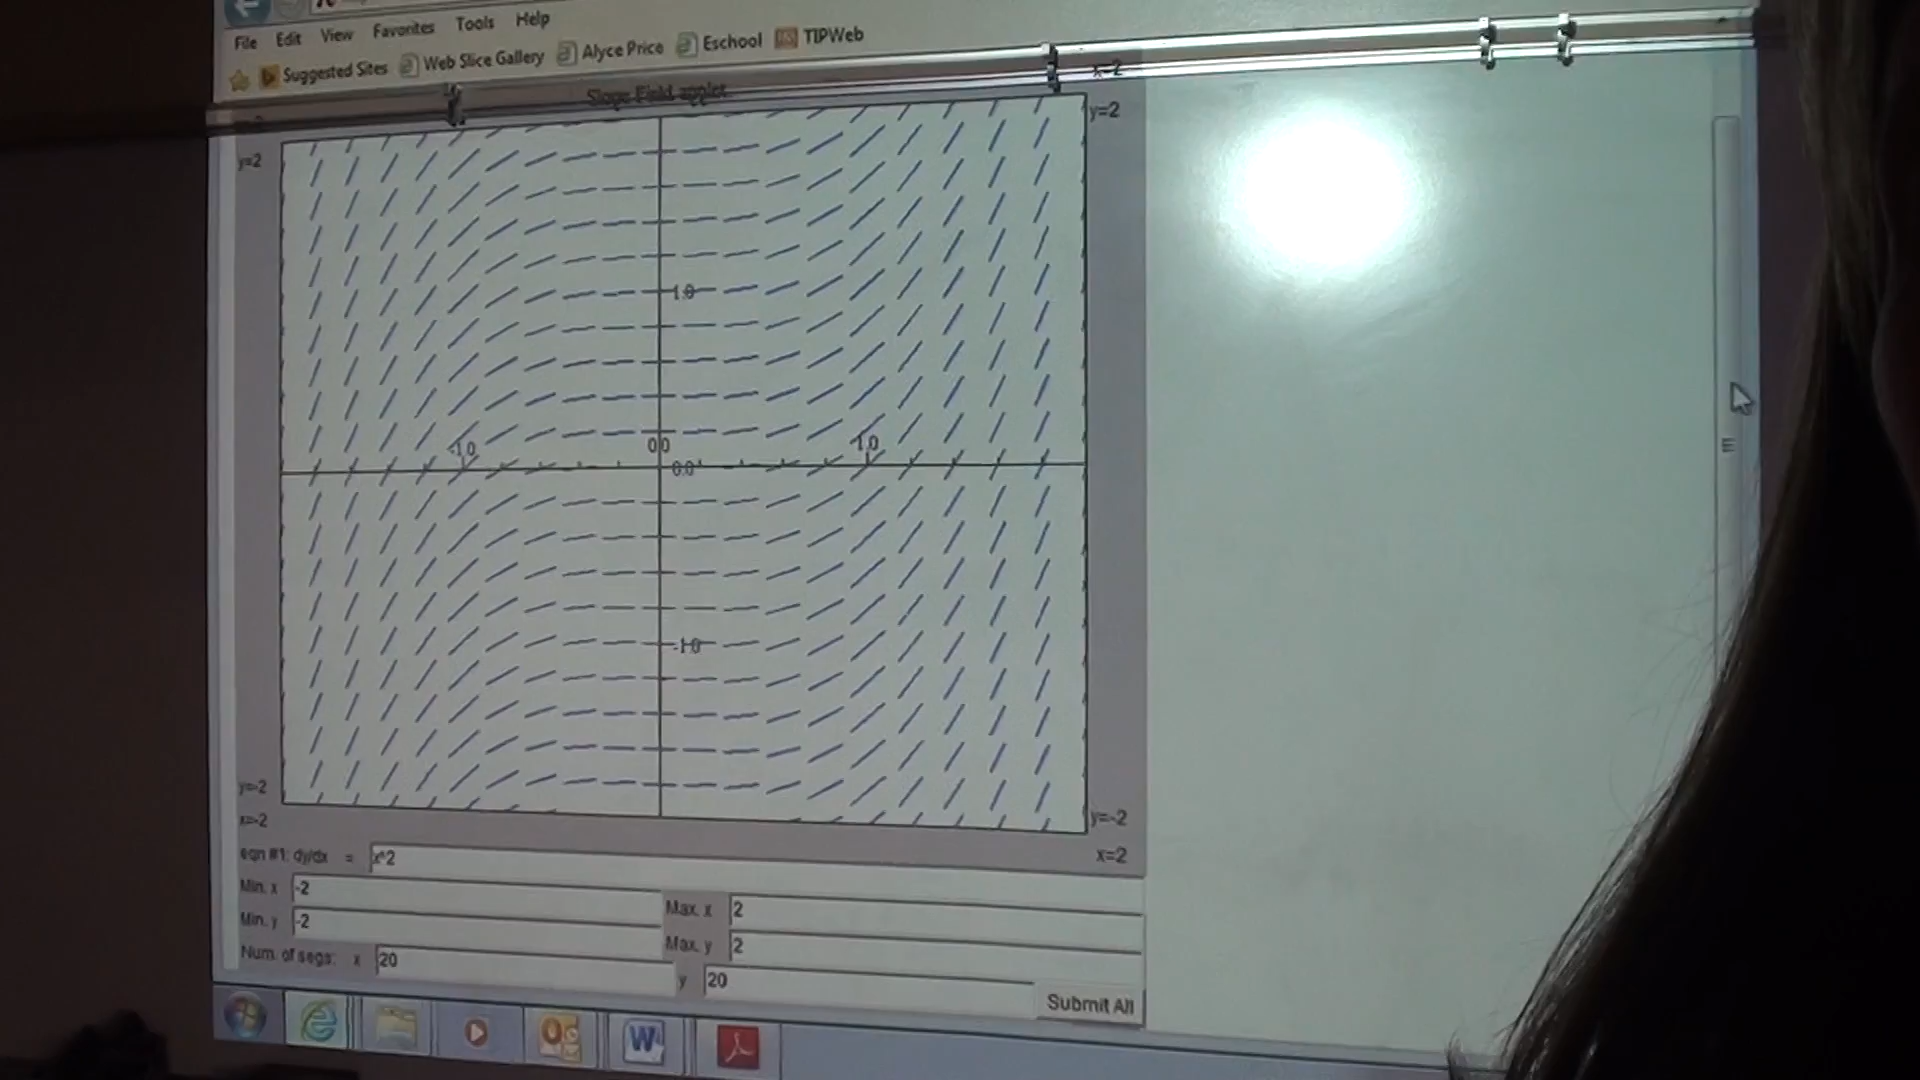 File Edit View Favorites Tools Help
Suggested Sites Web Slice Gallery Alyce Price Eschool TIPWeb
Slope Field applet
x=2
y=2
y=2
1.0
-1.0
0.0
1.0
0.0
-1.0
y=-2
y=-2
x=-2
x=2
eqn #1: dy/dx = x^2
Min. x -2
Max. x 2
Min. y -2
Max. y 2
Num. of segs: x 20
y 20
Submit All